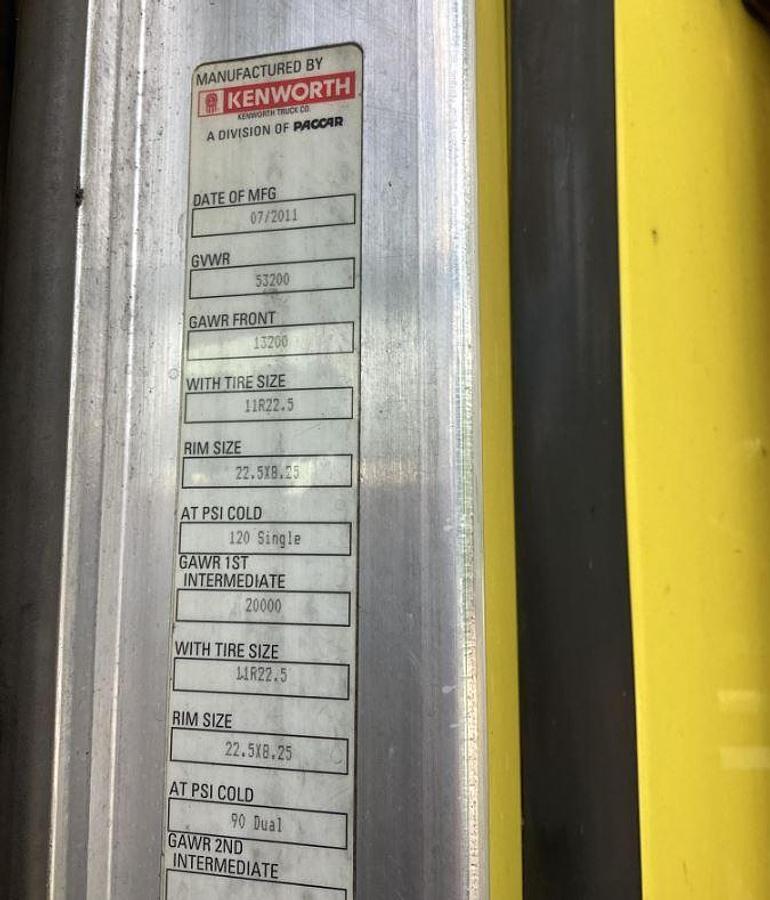 MANUFACTURED BY
KENWORTH
KENWORTH TRUCK CO.
A DIVISION OF PACCAR
DATE OF MFG
07/2011
GVWR
53200
GAWR FRONT
13200
WITH TIRE SIZE
11R22.5
RIM SIZE
22.5X8.25
AT PSI COLD
120 Single
GAWR 1ST
INTERMEDIATE
20000
WITH TIRE SIZE
11R22.5
RIM SIZE
22.5X8.25
AT PSI COLD
90 Dual
GAWR 2ND
INTERMEDIATE